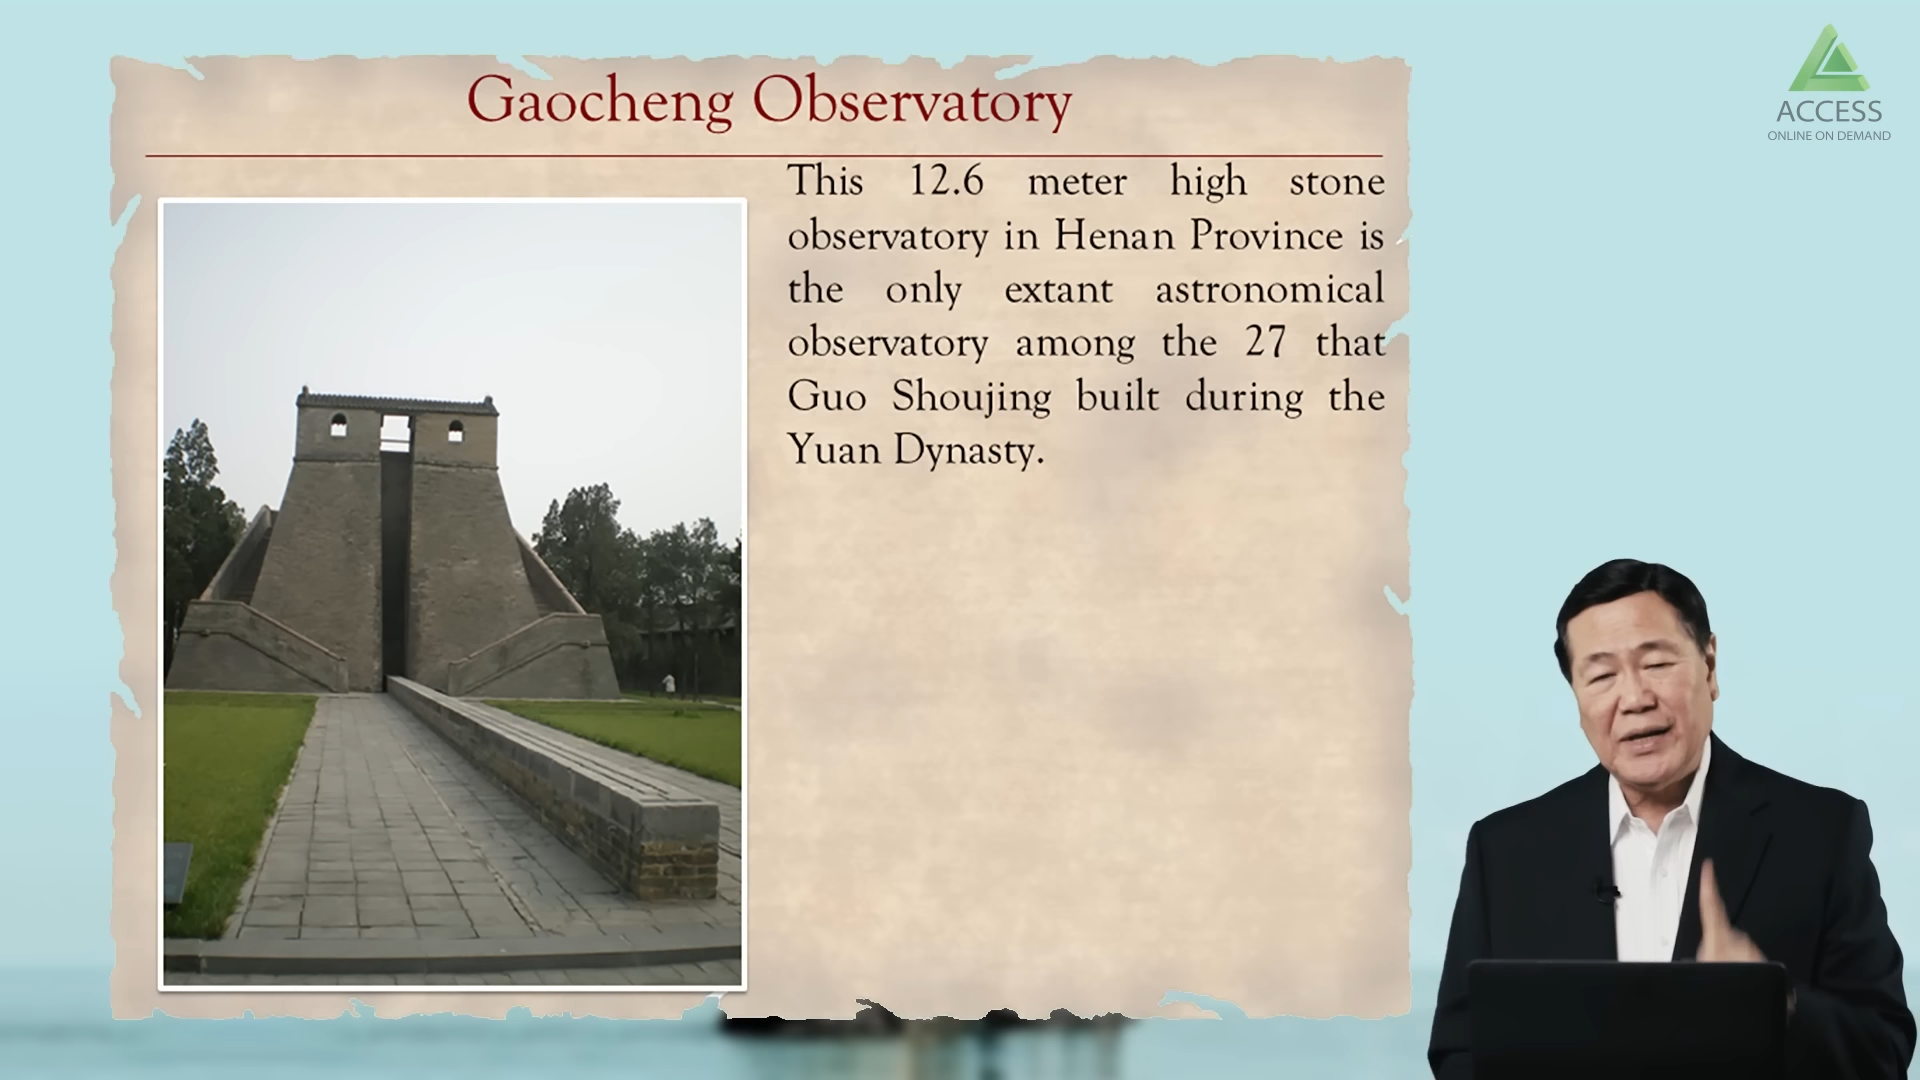 Gaocheng Observatory
This 12.6 meter high stone
observatory in Henan Province is
the only extant astronomical
observatory among the 27 that
Guo Shoujing built during the
Yuan Dynasty.
ACCESS
ONLINE ON DEMAND